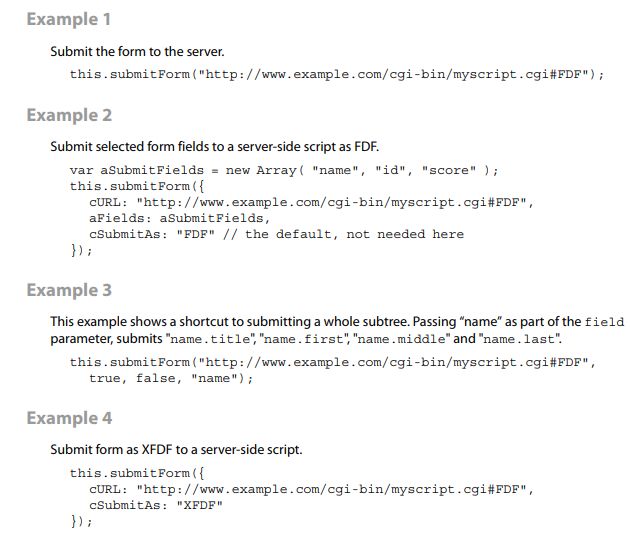 Example 1
Submit the form to the server.
this.submitForm("http://www.example.com/cgi-bin/myscript.cgi#FDF");
Example 2
Submit selected form fields to a server-side script as FDF.
var aSubmitFields = new Array( "name", "id", "score" );
this.submitForm({
cURL: "http://www.example.com/cgi-bin/myscript.cgi#FDF",
aFields: aSubmitFields,
cSubmitAs: "FDF" // the default, not needed here
});
Example 3
This example shows a shortcut to submitting a whole subtree. Passing “name” as part of the field
parameter, submits "name.title", "name.first", "name.middle" and "name.last".
this.submitForm("http://www.example.com/cgi-bin/myscript.cgi#FDF",
true, false, "name");
Example 4
Submit form as XFDF to a server-side script.
this.submitForm({
cURL: "http://www.example.com/cgi-bin/myscript.cgi#FDF",
cSubmitAs: "XFDF"
});